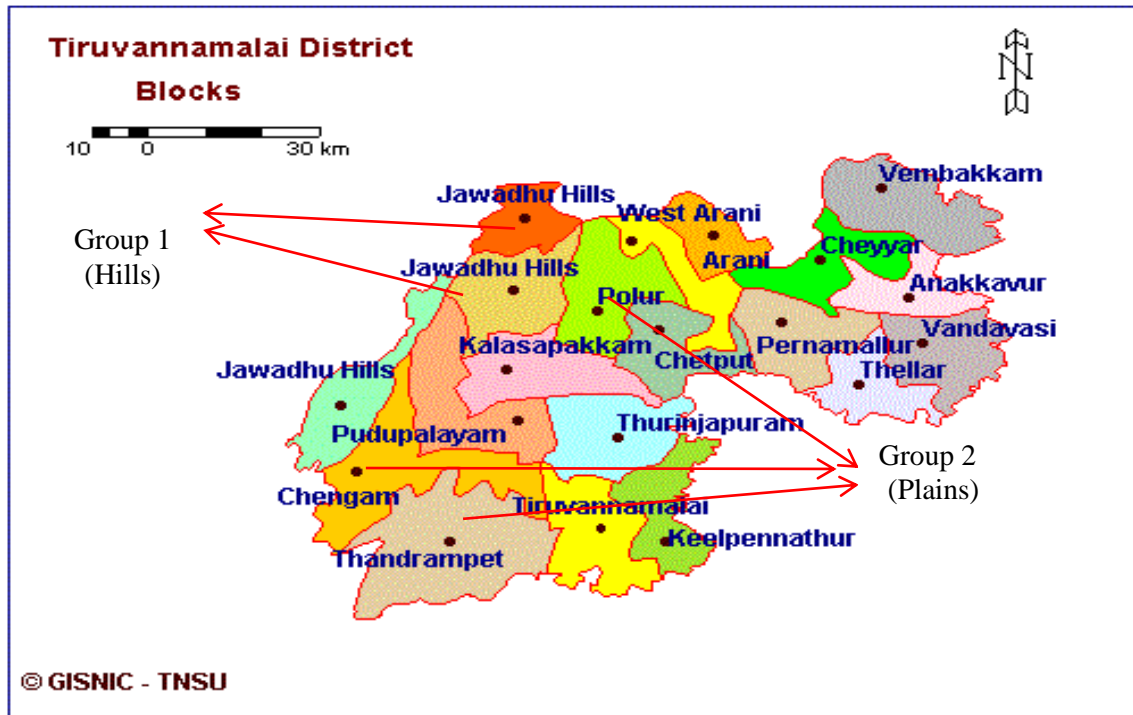 Tiruvannamalai District
Blocks
N
10 0 30 km
Vembakkam
Jawadhu Hills
West Arani
Group 1
(Hills)
Cheyyar
Arani
Jawadhu Hills
Anakkavur
Polur
Vandavasi
Kalasapakkam
Pernamallur
Chetput
Thellar
Jawadhu Hills
Thurinjapuram
Pudupalayam
Group 2
(Plains)
Chengam
Tiruvannamalai
Keelpennathur
Thandrampet
© GISNIC - TNSU